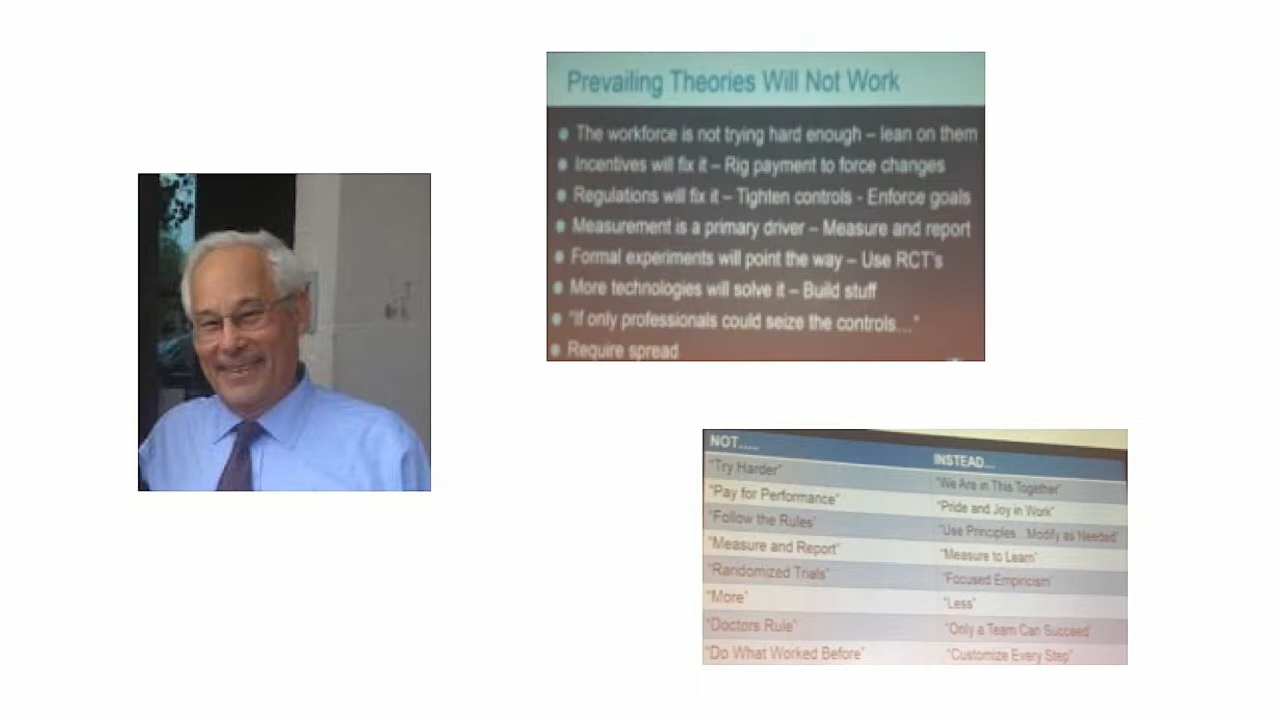 Prevailing Theories Will Not Work
The workforce is not trying hard enough – lean on them
Incentives will fix it – Rig payment to force changes
Regulations will fix it – Tighten controls - Enforce goals
Measurement is a primary driver – Measure and report
Formal experiments will point the way – Use RCT's
More technologies will solve it – Build stuff
"If only professionals could seize the controls..."
Require spread
NOT.... INSTEAD...
"Try Harder" "We Are in This Together"
"Pay for Performance" "Pride and Joy in Work"
"Follow the Rules" "Use Principles...Modify as Needed"
"Measure and Report" "Measure to Learn"
"Randomized Trials" "Focused Empiricism"
"More" "Less"
"Doctors Rule" "Only a Team Can Succeed
"Do What Worked Before" "Customize Every Step"